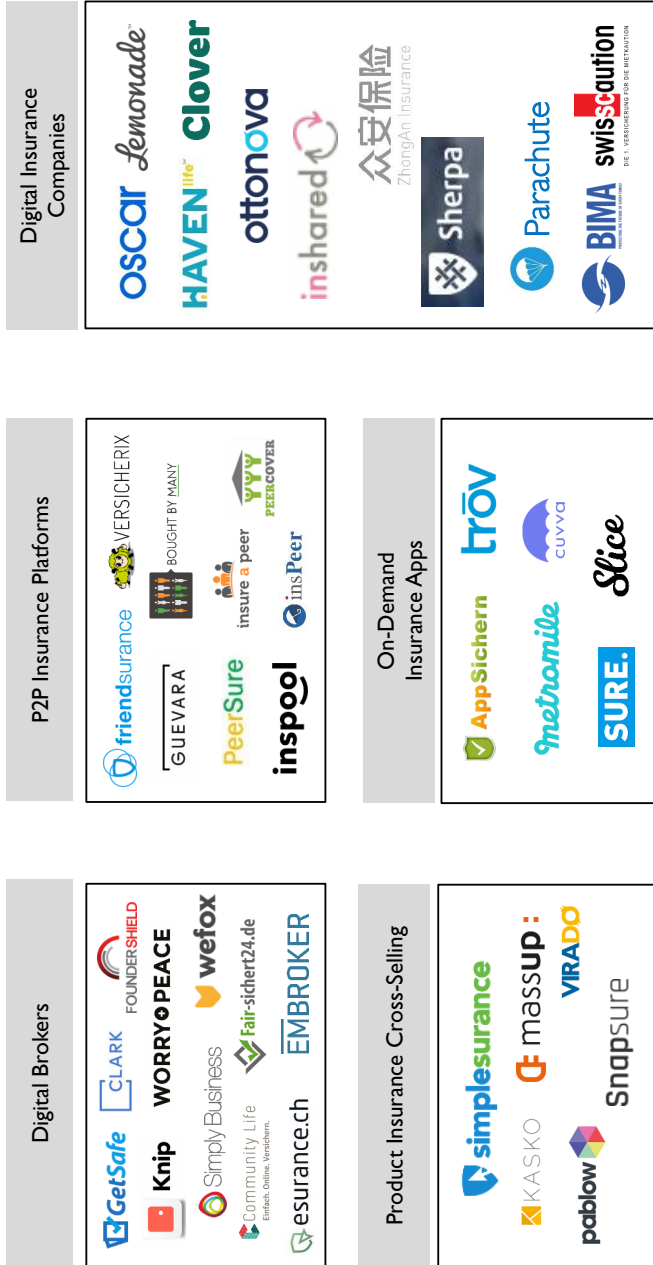 Digital Brokers
GetSafe
CLARK
FOUNDERSHIELD
Knip
WORRY+PEACE
Simply Business
wefox
Community Life
Einfach. Online. Versichern.
Fair-sichert24.de
esurance.ch
EMBROKER
Product Insurance Cross-Selling
simplesurance
KASKO
massup:
pablow
VIRADO
Snapsure
P2P Insurance Platforms
friendsurance
VERSICHERIX
GUEVARA
BOUGHT BY MANY
PeerSure
insure a peer
PEERCOVER
inspool
insPeer
On-Demand
Insurance Apps
AppSichern
trōv
metromile
cuvva
SURE.
Slice
Digital Insurance
Companies
OSCAR
Lemonade
HAVEN life
Clover
ottonova
inshared
众安保险
ZhongAn Insurance
Sherpa
Parachute
BIMA
swisscaution
DIE 1. VERSICHERUNG FÜR DIE MIETKAUTION